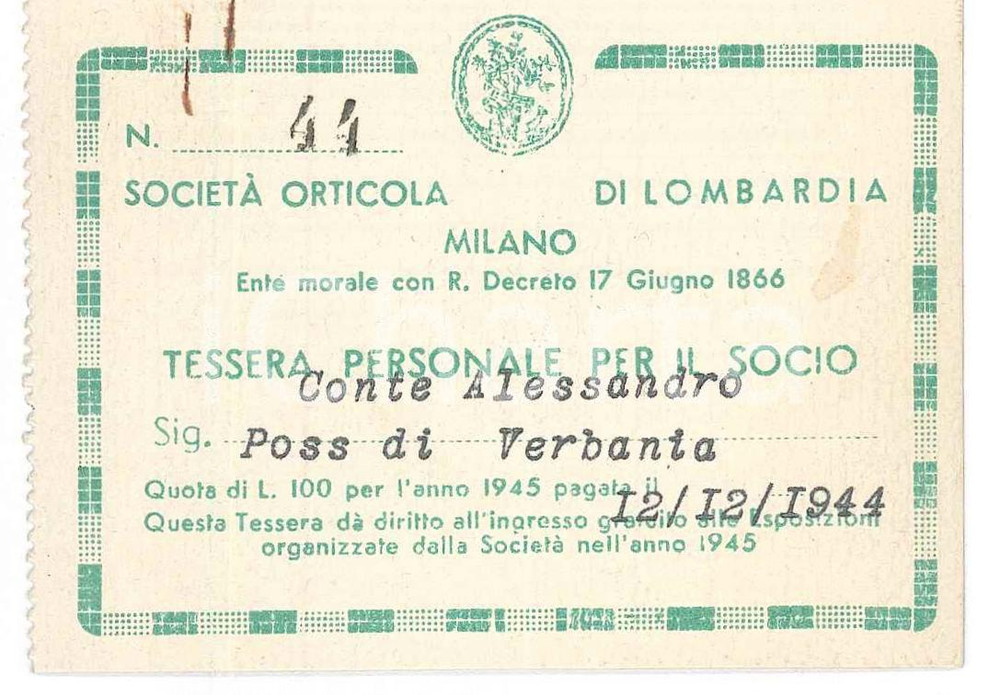 N. 44
SOCIETÀ ORTICOLA DI LOMBARDIA
MILANO
Ente morale con R. Decreto 17 Giugno 1866
TESSERA PERSONALE PER IL SOCIO
Conte Alessandro
Sig. Poss di Verbania
Quota di L. 100 per l'anno 1945 pagata il I2/I2/I944
Questa Tessera dà diritto all'ingresso gratuito alle Esposizioni
organizzate dalla Società nell'anno 1945